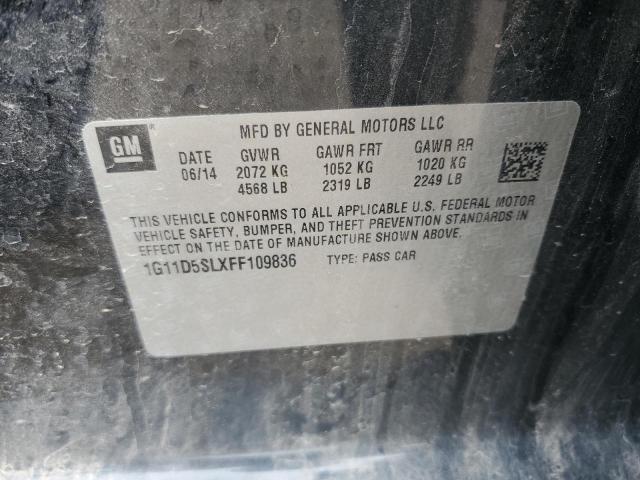 GM
MFD BY GENERAL MOTORS LLC
DATE GVWR GAWR FRT GAWR RR
06/14 2072 KG 1052 KG 1020 KG
4568 LB 2319 LB 2249 LB
THIS VEHICLE CONFORMS TO ALL APPLICABLE U.S. FEDERAL MOTOR
VEHICLE SAFETY, BUMPER, AND THEFT PREVENTION STANDARDS IN
EFFECT ON THE DATE OF MANUFACTURE SHOWN ABOVE.
1G11D5SLXFF109836 TYPE: PASS CAR